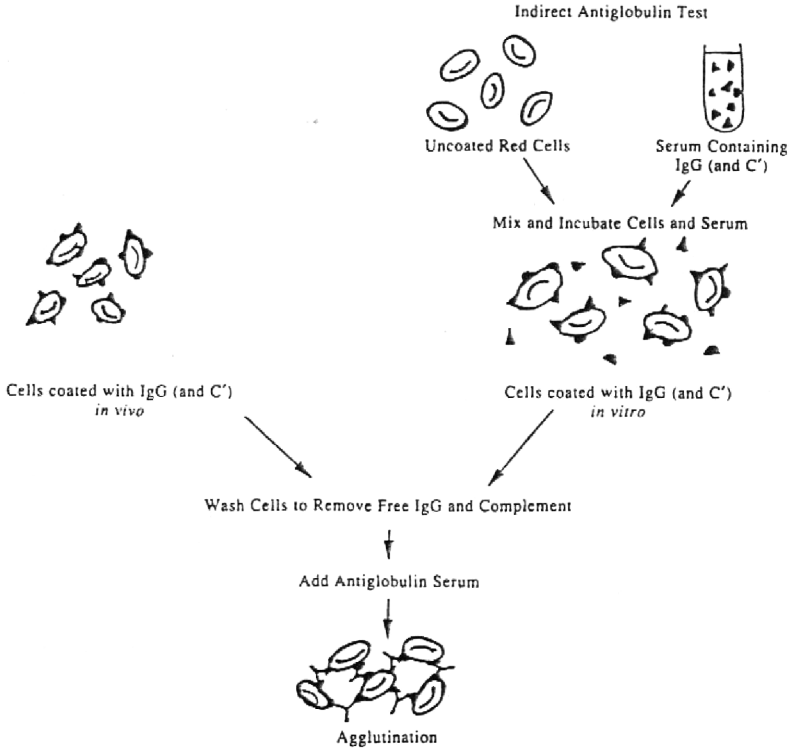 Indirect Antiglobulin Test
Uncoated Red Cells
Serum Containing
IgG (and C′)
Mix and Incubate Cells and Serum
Cells coated with IgG (and C′)
in vivo
Cells coated with IgG (and C′)
in vitro
Wash Cells to Remove Free IgG and Complement
Add Antiglobulin Serum
Agglutination